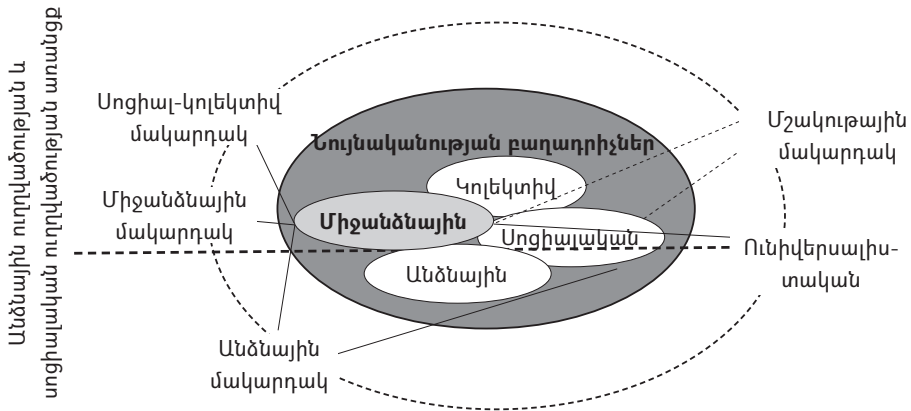 Անձնային ուղղվածության և
սոցիալական ուղղվածության առանցք
Սոցիալ-կոլեկտիվ
մակարդակ
Միջանձնային
մակարդակ
Նույնականության բաղադրիչներ
Կոլեկտիվ
Միջանձնային
Սոցիալական
Անձնային
Մշակութային
մակարդակ
Ունիվերսալիս-
տական
Անձնային
մակարդակ